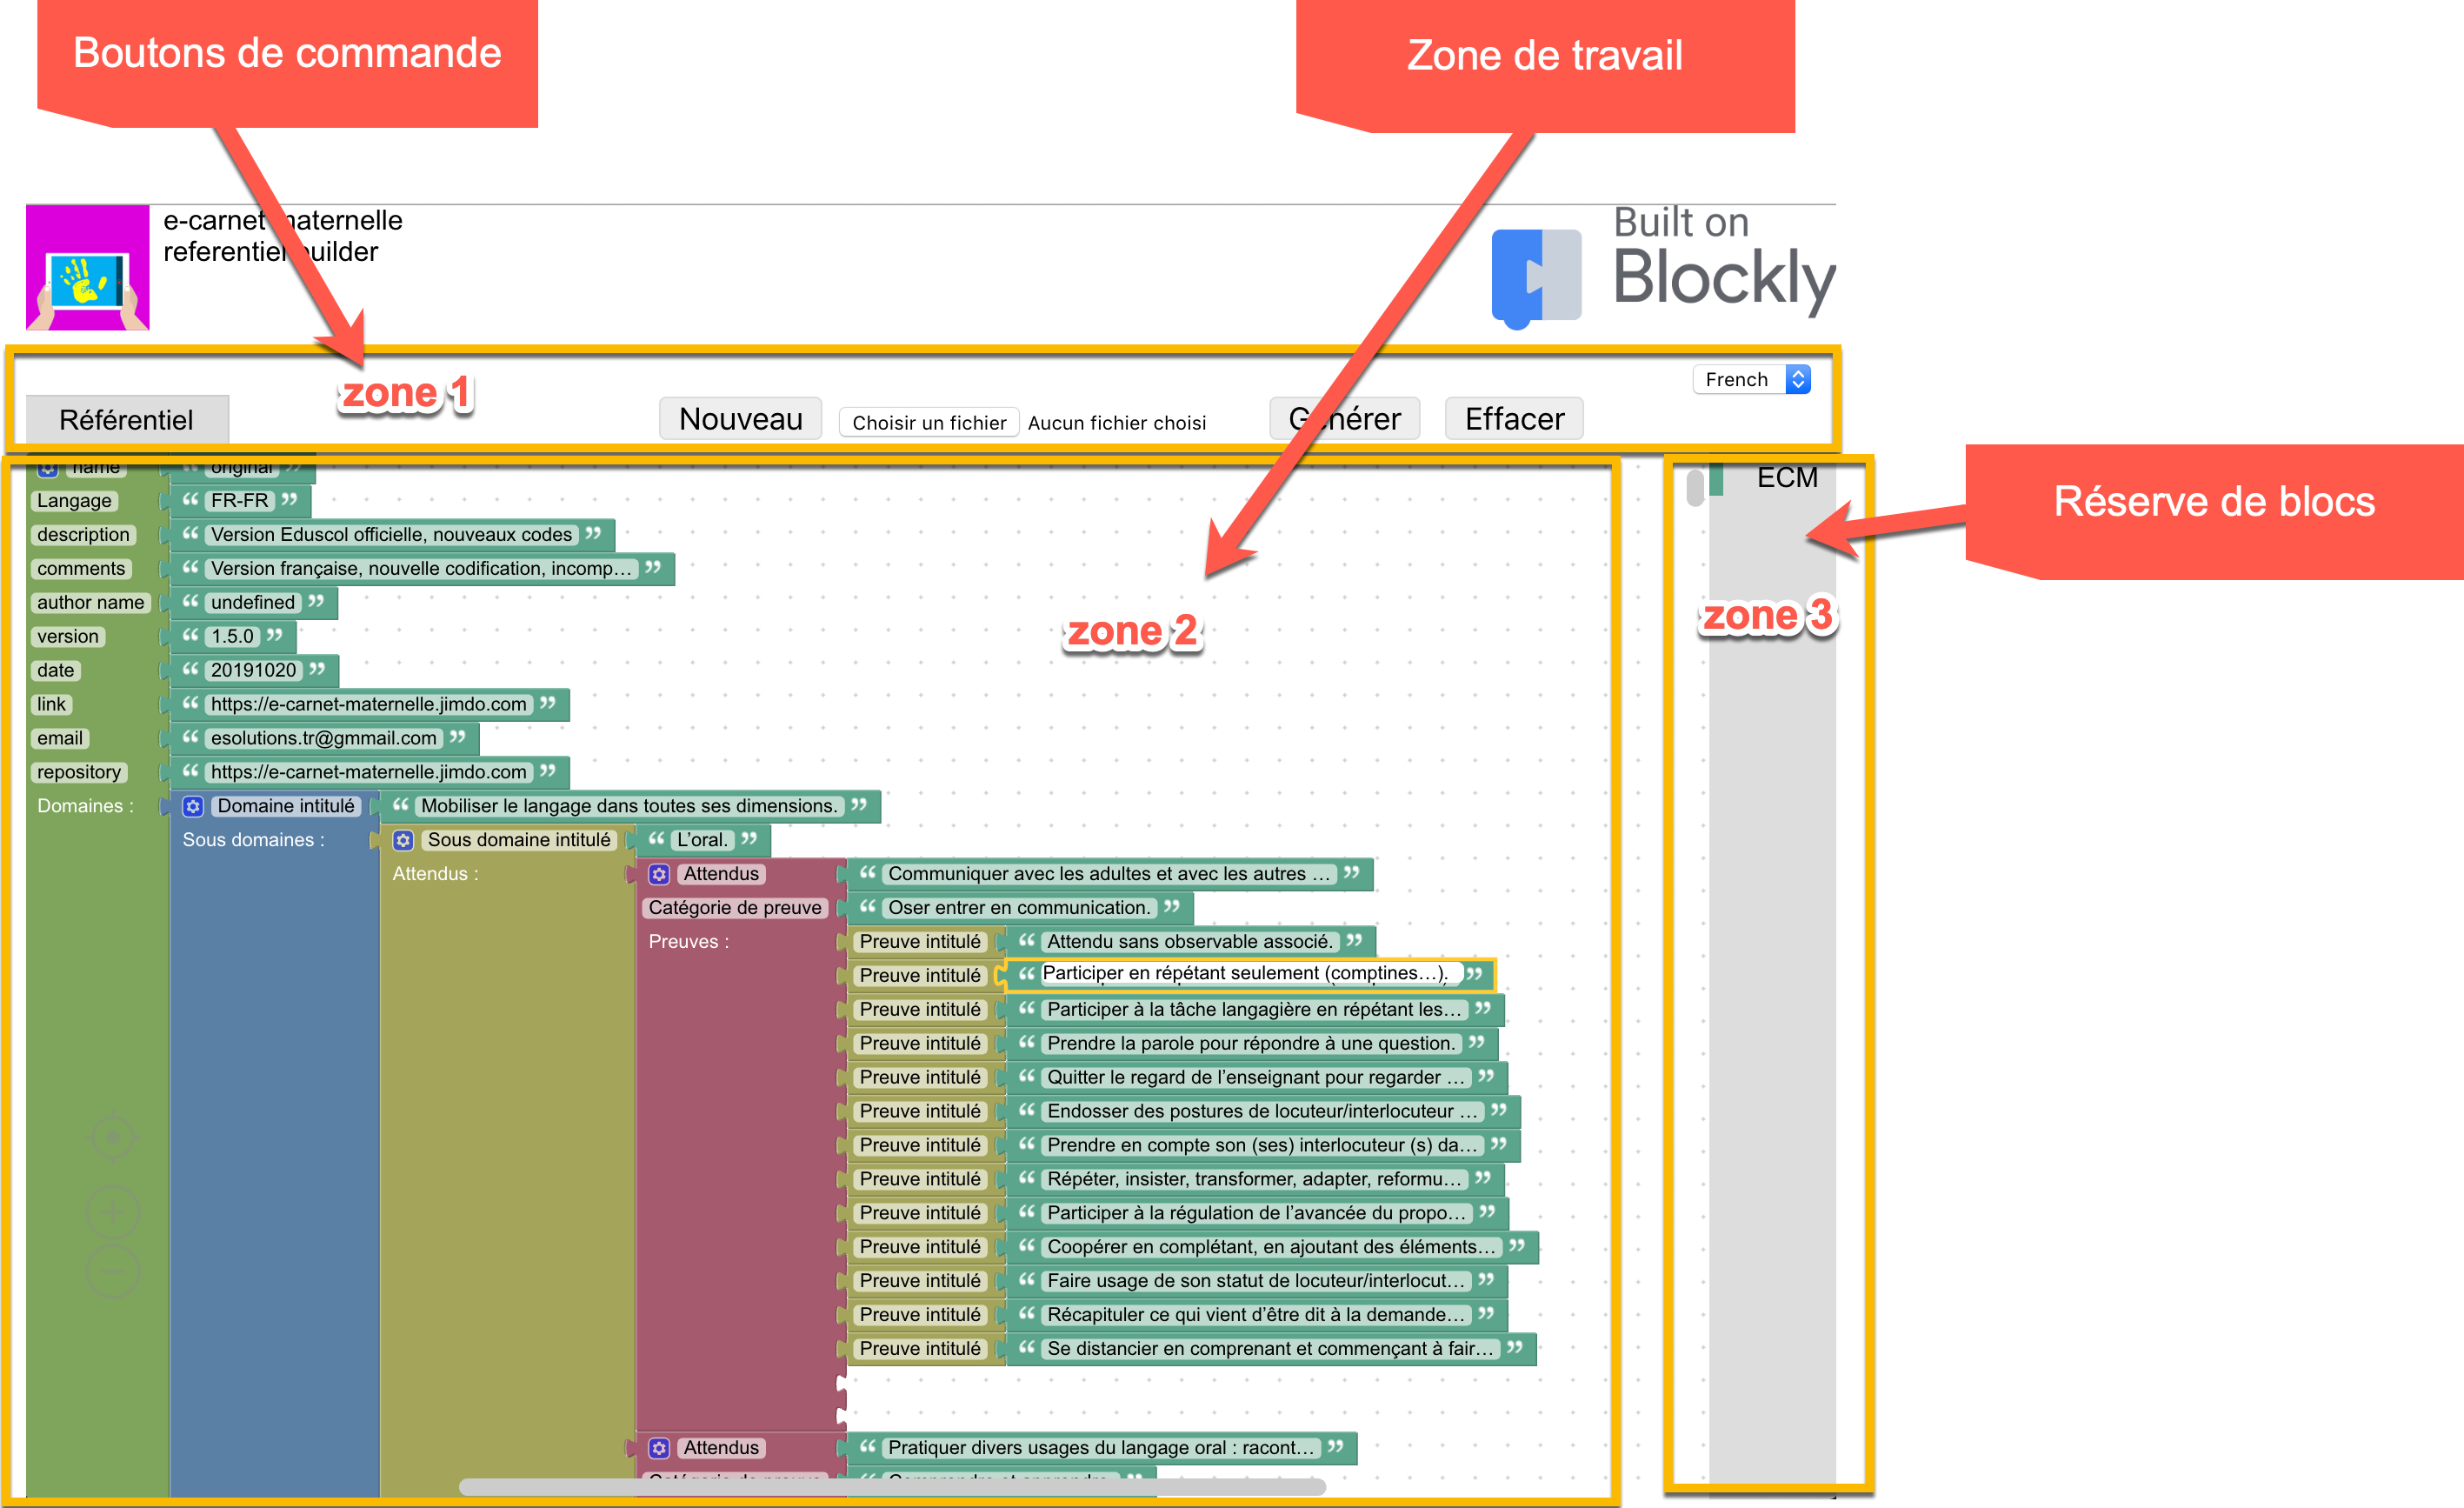 Boutons de commande
Zone de travail
e-carnet maternelle
referentiel builder
Built on
Blockly
zone 1
French
Référentiel
Nouveau
Choisir un fichier Aucun fichier choisi
Générer
Effacer
name “ original ”
ECM
Réserve de blocs
Langage “ FR-FR ”
description “ Version Eduscol officielle, nouveaux codes ”
comments “ Version française, nouvelle codification, incomp… ”
author name “ undefined ”
zone 2
zone 3
version “ 1.5.0 ”
date “ 20191020 ”
link “ https://e-carnet-maternelle.jimdo.com ”
email “ esolutions.tr@gmmail.com ”
repository “ https://e-carnet-maternelle.jimdo.com ”
Domaines : Domaine intitulé “ Mobiliser le langage dans toutes ses dimensions. ”
Sous domaines : Sous domaine intitulé “ L’oral. ”
Attendus : Attendus “ Communiquer avec les adultes et avec les autres … ”
Catégorie de preuve “ Oser entrer en communication. ”
Preuves : Preuve intitulé “ Attendu sans observable associé. ”
Preuve intitulé “ Participer en répétant seulement (comptines…). ”
Preuve intitulé “ Participer à la tâche langagière en répétant les… ”
Preuve intitulé “ Prendre la parole pour répondre à une question. ”
Preuve intitulé “ Quitter le regard de l’enseignant pour regarder … ”
Preuve intitulé “ Endosser des postures de locuteur/interlocuteur … ”
Preuve intitulé “ Prendre en compte son (ses) interlocuteur (s) da… ”
Preuve intitulé “ Répéter, insister, transformer, adapter, reformu… ”
Preuve intitulé “ Participer à la régulation de l’avancée du propo… ”
Preuve intitulé “ Coopérer en complétant, en ajoutant des éléments… ”
Preuve intitulé “ Faire usage de son statut de locuteur/interlocut… ”
Preuve intitulé “ Récapituler ce qui vient d’être dit à la demande… ”
Preuve intitulé “ Se distancier en comprenant et commençant à fair… ”
Attendus “ Pratiquer divers usages du langage oral : racont… ”
Catégorie de preuve “ Comprendre et apprendre. ”